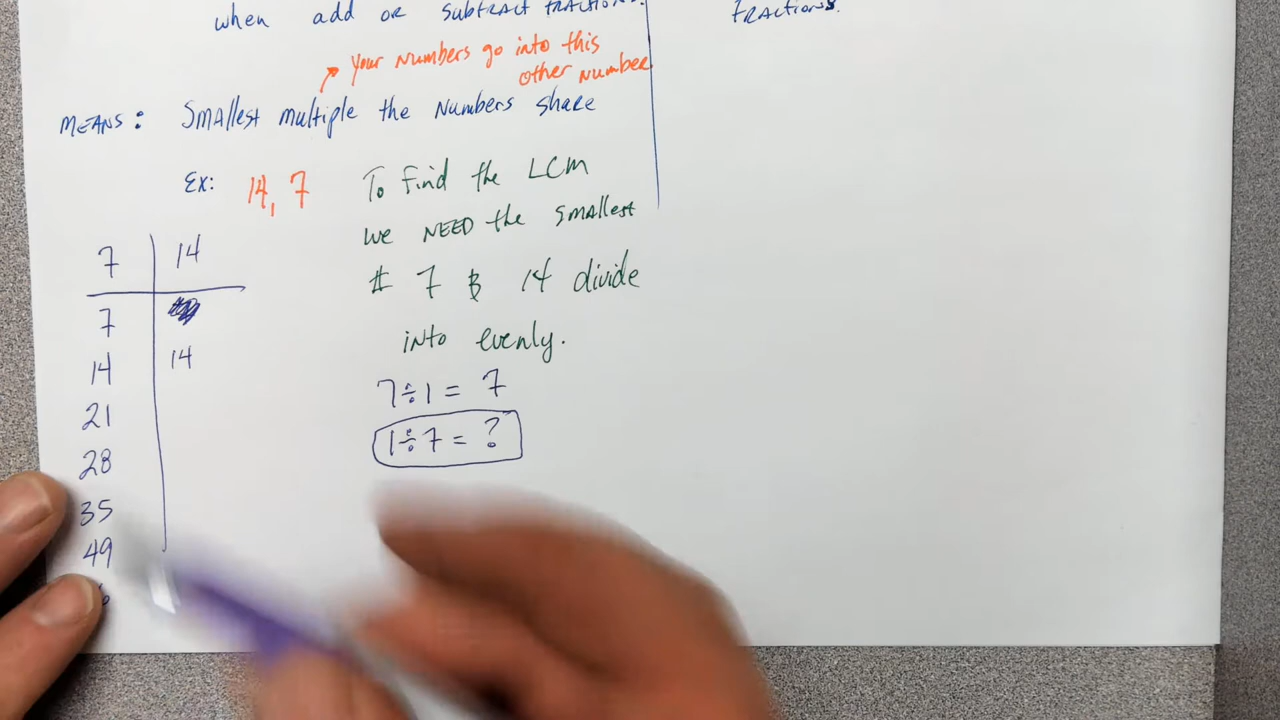 when add or subtract fractions.
fractions.
Your numbers go into this
other number
MEANS: Smallest multiple the numbers share
Ex: 14, 7
To find the LCM
we NEED the smallest
# 7 & 14 divide
into evenly.
7 ÷ 1 = 7
1 ÷ 7 = ?
7 14
7
14 14
21
28
35
49